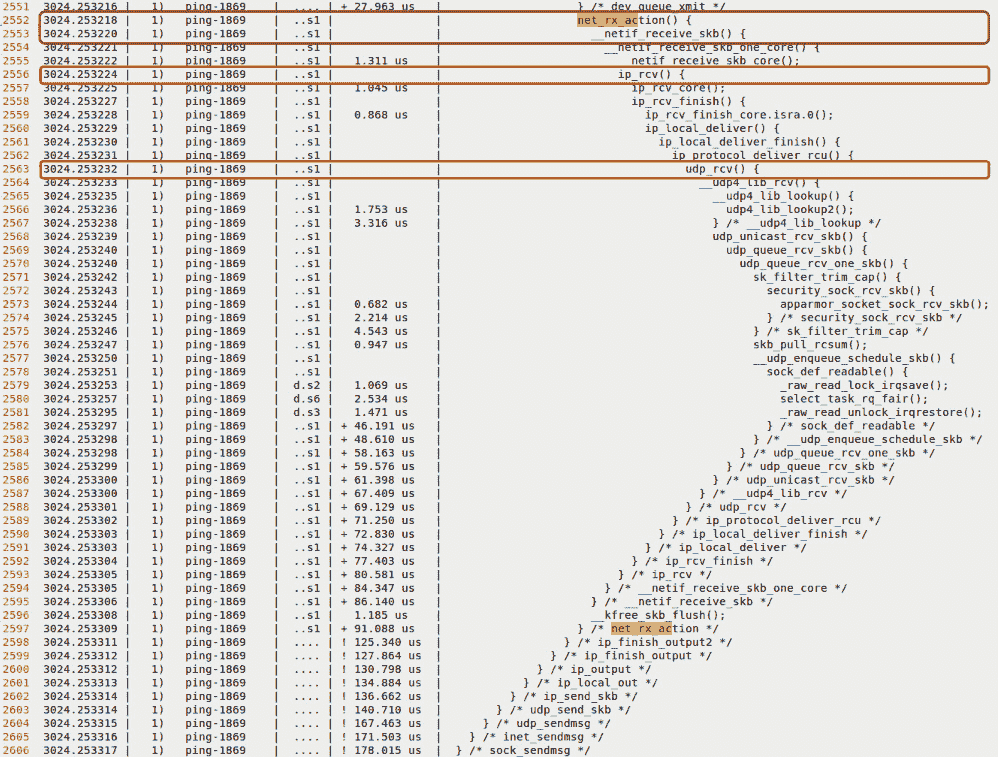 2551 3024.253216 | 1) ping-1869 | .... | + 27.963 us | } /* dev_queue_xmit */
2552 3024.253218 | 1) ping-1869 | ..s1 | | net_rx_action() {
2553 3024.253220 | 1) ping-1869 | ..s1 | | __netif_receive_skb() {
2554 3024.253221 | 1) ping-1869 | ..s1 | | __netif_receive_skb_one_core() {
2555 3024.253222 | 1) ping-1869 | ..s1 | 1.311 us | __netif_receive_skb_core();
2556 3024.253224 | 1) ping-1869 | ..s1 | | ip_rcv() {
2557 3024.253225 | 1) ping-1869 | ..s1 | 1.045 us | ip_rcv_core();
2558 3024.253227 | 1) ping-1869 | ..s1 | | ip_rcv_finish() {
2559 3024.253228 | 1) ping-1869 | ..s1 | 0.868 us | ip_rcv_finish_core.isra.0();
2560 3024.253229 | 1) ping-1869 | ..s1 | | ip_local_deliver() {
2561 3024.253230 | 1) ping-1869 | ..s1 | | ip_local_deliver_finish() {
2562 3024.253231 | 1) ping-1869 | ..s1 | | ip_protocol_deliver_rcu() {
2563 3024.253232 | 1) ping-1869 | ..s1 | | udp_rcv() {
2564 3024.253233 | 1) ping-1869 | ..s1 | | __udp4_lib_rcv() {
2565 3024.253235 | 1) ping-1869 | ..s1 | | __udp4_lib_lookup() {
2566 3024.253236 | 1) ping-1869 | ..s1 | 1.753 us | udp4_lib_lookup2();
2567 3024.253238 | 1) ping-1869 | ..s1 | 3.316 us | } /* __udp4_lib_lookup */
2568 3024.253239 | 1) ping-1869 | ..s1 | | udp_unicast_rcv_skb() {
2569 3024.253240 | 1) ping-1869 | ..s1 | | udp_queue_rcv_skb() {
2570 3024.253240 | 1) ping-1869 | ..s1 | | udp_queue_rcv_one_skb() {
2571 3024.253242 | 1) ping-1869 | ..s1 | | sk_filter_trim_cap() {
2572 3024.253243 | 1) ping-1869 | ..s1 | | security_sock_rcv_skb() {
2573 3024.253244 | 1) ping-1869 | ..s1 | 0.682 us | apparmor_socket_sock_rcv_skb();
2574 3024.253245 | 1) ping-1869 | ..s1 | 2.214 us | } /* security_sock_rcv_skb */
2575 3024.253246 | 1) ping-1869 | ..s1 | 4.543 us | } /* sk_filter_trim_cap */
2576 3024.253247 | 1) ping-1869 | ..s1 | 0.947 us | skb_pull_rcsum();
2577 3024.253250 | 1) ping-1869 | ..s1 | | __udp_enqueue_schedule_skb() {
2578 3024.253251 | 1) ping-1869 | ..s1 | | sock_def_readable() {
2579 3024.253253 | 1) ping-1869 | d.s2 | 1.069 us | _raw_read_lock_irqsave();
2580 3024.253257 | 1) ping-1869 | d.s6 | 2.534 us | select_task_rq_fair();
2581 3024.253295 | 1) ping-1869 | d.s3 | 1.471 us | _raw_read_unlock_irqrestore();
2582 3024.253297 | 1) ping-1869 | ..s1 | + 46.191 us | } /* sock_def_readable */
2583 3024.253298 | 1) ping-1869 | ..s1 | + 48.610 us | } /* __udp_enqueue_schedule_skb */
2584 3024.253298 | 1) ping-1869 | ..s1 | + 58.163 us | } /* udp_queue_rcv_one_skb */
2585 3024.253299 | 1) ping-1869 | ..s1 | + 59.576 us | } /* udp_queue_rcv_skb */
2586 3024.253300 | 1) ping-1869 | ..s1 | + 61.398 us | } /* udp_unicast_rcv_skb */
2587 3024.253300 | 1) ping-1869 | ..s1 | + 67.409 us | } /* __udp4_lib_rcv */
2588 3024.253301 | 1) ping-1869 | ..s1 | + 69.129 us | } /* udp_rcv */
2589 3024.253302 | 1) ping-1869 | ..s1 | + 71.250 us | } /* ip_protocol_deliver_rcu */
2590 3024.253303 | 1) ping-1869 | ..s1 | + 72.830 us | } /* ip_local_deliver_finish */
2591 3024.253303 | 1) ping-1869 | ..s1 | + 74.327 us | } /* ip_local_deliver */
2592 3024.253304 | 1) ping-1869 | ..s1 | + 77.403 us | } /* ip_rcv_finish */
2593 3024.253305 | 1) ping-1869 | ..s1 | + 80.581 us | } /* ip_rcv */
2594 3024.253305 | 1) ping-1869 | ..s1 | + 84.347 us | } /* __netif_receive_skb_one_core */
2595 3024.253306 | 1) ping-1869 | ..s1 | + 86.140 us | } /* __netif_receive_skb */
2596 3024.253308 | 1) ping-1869 | ..s1 | 1.185 us | __kfree_skb_flush();
2597 3024.253309 | 1) ping-1869 | ..s1 | + 91.088 us | } /* net_rx_action */
2598 3024.253311 | 1) ping-1869 | .... | ! 125.340 us | } /* ip_finish_output2 */
2599 3024.253312 | 1) ping-1869 | .... | ! 127.864 us | } /* ip_finish_output */
2600 3024.253312 | 1) ping-1869 | .... | ! 130.798 us | } /* ip_output */
2601 3024.253313 | 1) ping-1869 | .... | ! 134.884 us | } /* ip_local_out */
2602 3024.253314 | 1) ping-1869 | .... | ! 136.662 us | } /* ip_send_skb */
2603 3024.253314 | 1) ping-1869 | .... | ! 140.710 us | } /* udp_send_skb */
2604 3024.253315 | 1) ping-1869 | .... | ! 167.463 us | } /* udp_sendmsg */
2605 3024.253316 | 1) ping-1869 | .... | ! 171.503 us | } /* inet_sendmsg */
2606 3024.253317 | 1) ping-1869 | .... | ! 178.015 us | } /* sock_sendmsg */